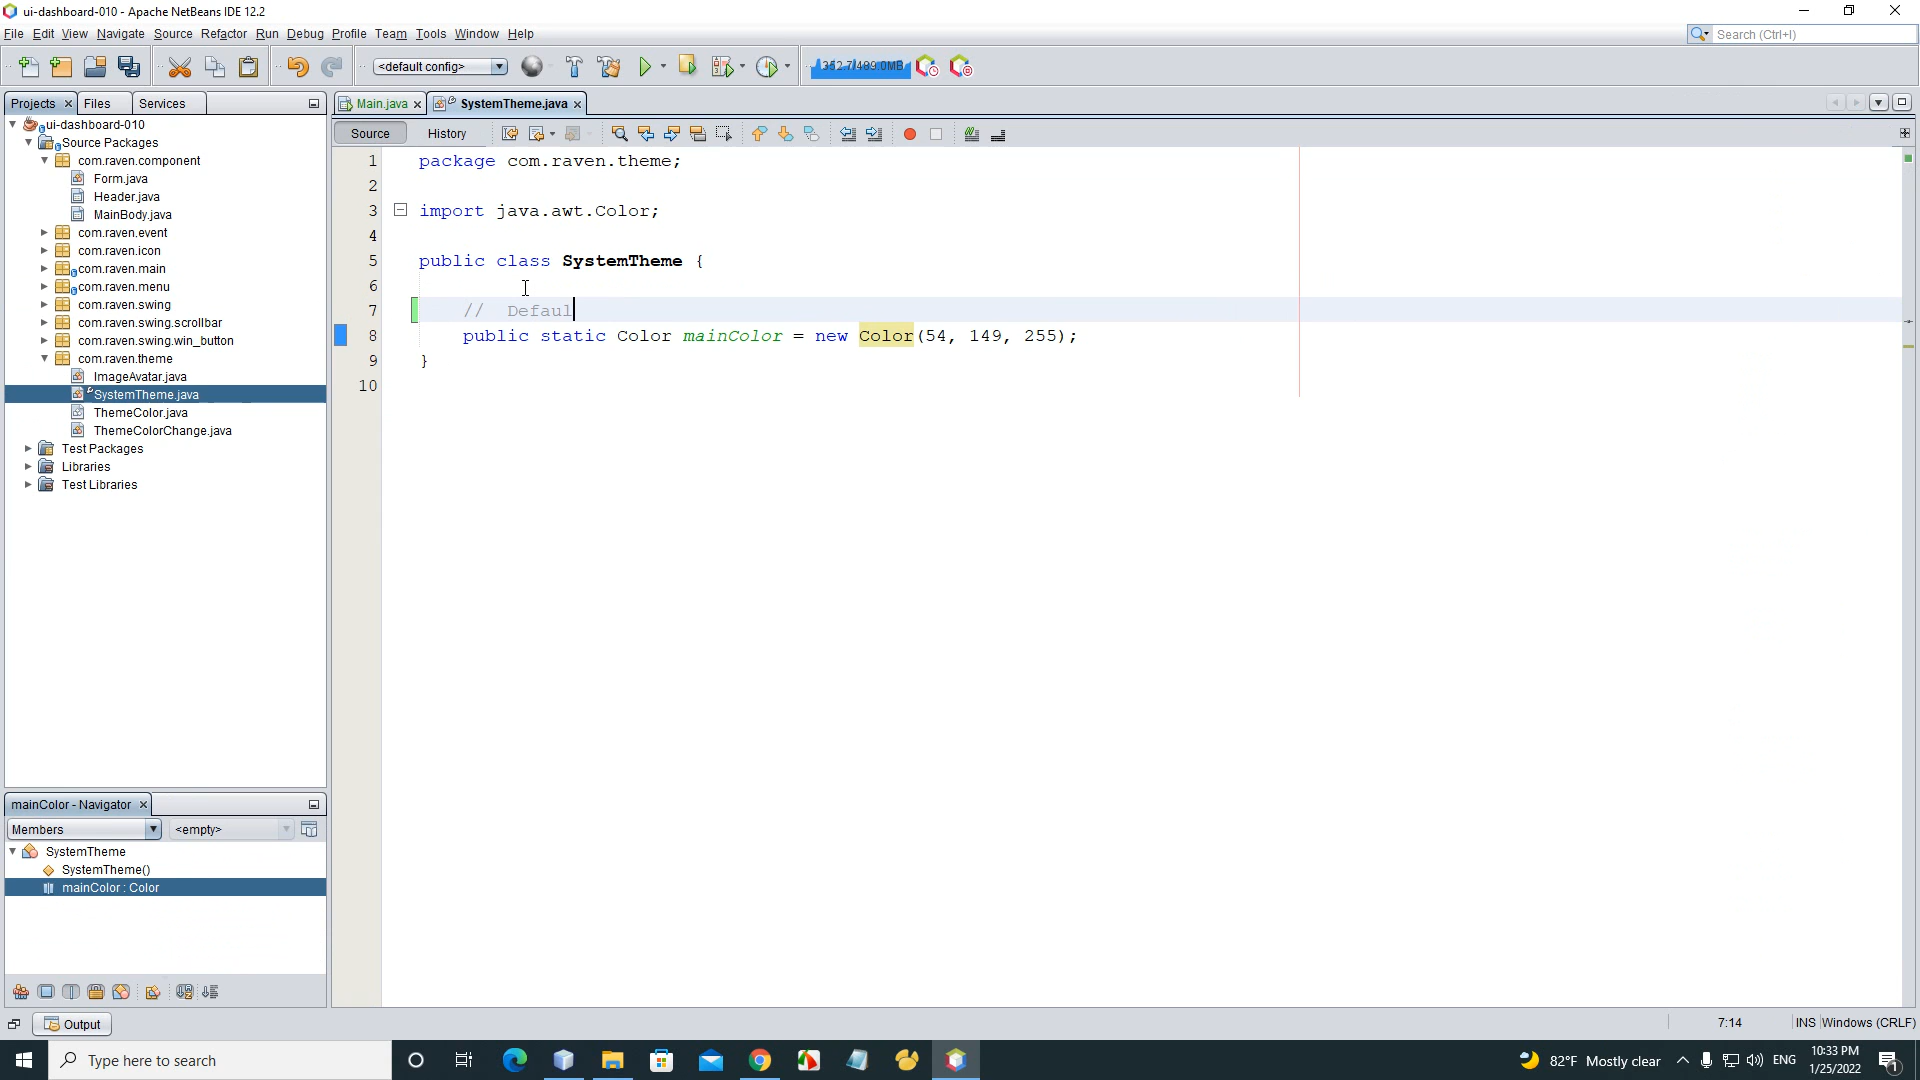 ui-dashboard-010 - Apache NetBeans IDE 12.2
File Edit View Navigate Source Refactor Run Debug Profile Team Tools Window Help
Search (Ctrl+I)
<default config>
352.7/489.0MB
Projects Files Services
Main.java SystemTheme.java
Source History
ui-dashboard-010
Source Packages
com.raven.component
Form.java
Header.java
MainBody.java
com.raven.event
com.raven.icon
com.raven.main
com.raven.menu
com.raven.swing
com.raven.swing.scrollbar
com.raven.swing.win_button
com.raven.theme
ImageAvatar.java
SystemTheme.java
ThemeColor.java
ThemeColorChange.java
Test Packages
Libraries
Test Libraries
1 package com.raven.theme;
2
3 import java.awt.Color;
4
5 public class SystemTheme {
6
7 // Defaul
8 public static Color mainColor = new Color(54, 149, 255);
9 }
10
mainColor - Navigator
Members <empty>
SystemTheme
SystemTheme()
mainColor : Color
Output
7:14 INS Windows (CRLF)
Type here to search
82°F Mostly clear
ENG
10:33 PM
1/25/2022
1